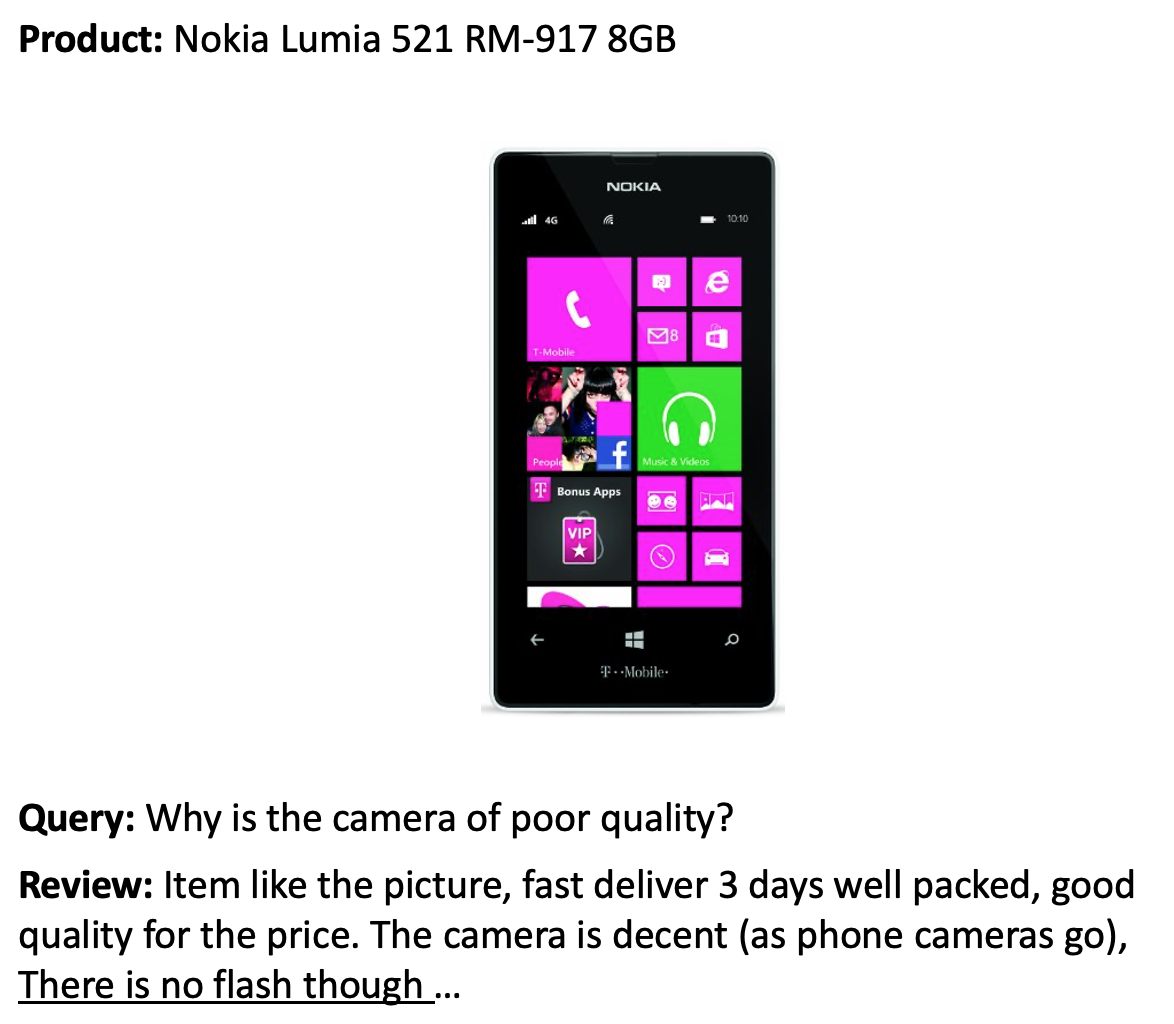 Product: Nokia Lumia 521 RM-917 8GB
NOKIA
4G 10:10
T-Mobile
8
People
f
Music & Videos
T Bonus Apps
VIP
T··Mobile·
Query: Why is the camera of poor quality?
Review: Item like the picture, fast deliver 3 days well packed, good
quality for the price. The camera is decent (as phone cameras go),
There is no flash though ...